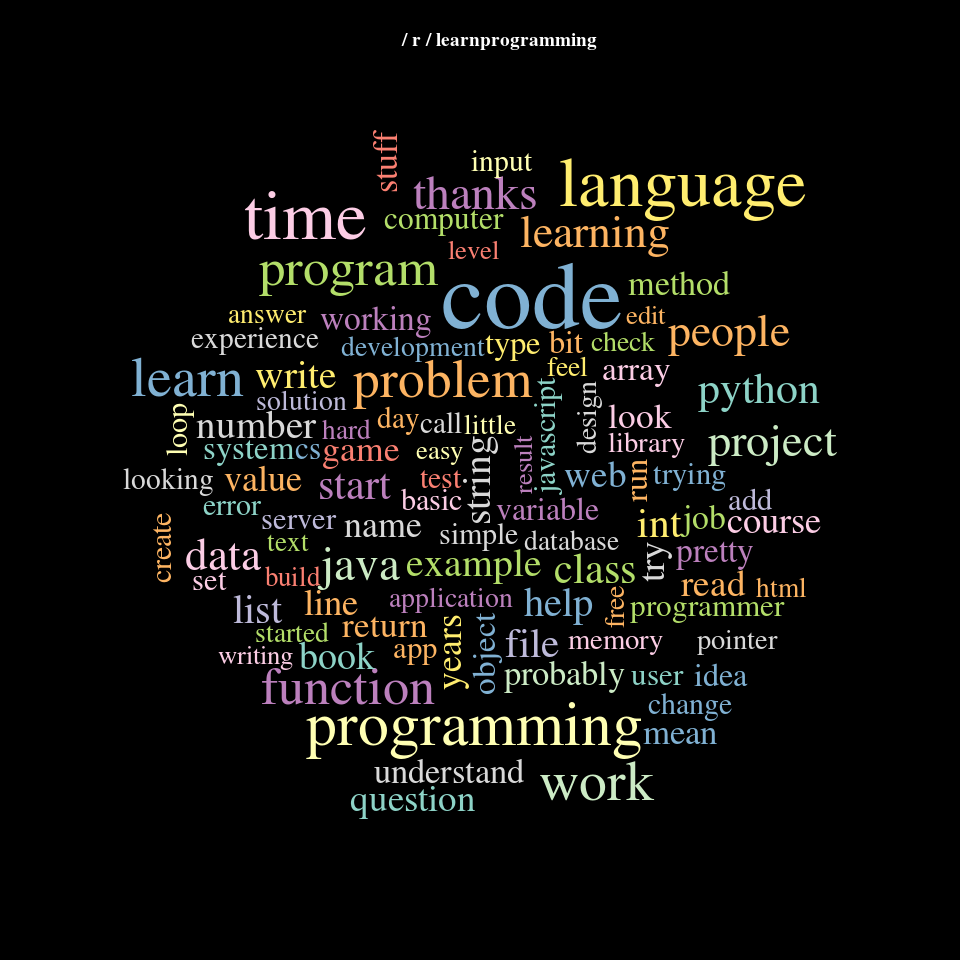 / r / learnprogramming
stuff
input
language
thanks
time
computer
learning
level
program
code
method
answer
working
edit
people
experience
development
type
bit
check
learn
write
problem
feel
array
python
solution
javascript
design
loop
number
hard
day
call
little
look
library
project
system
cs
game
easy
string
result
web
run
trying
looking
value
start
test
basic
variable
add
error
server
name
simple
database
int
job
course
create
data
text
java
example
class
try
pretty
set
build
list
line
application
help
free
read
html
programmer
started
return
years
object
file
memory
pointer
writing
book
app
probably
user
idea
function
change
programming
mean
understand
work
question